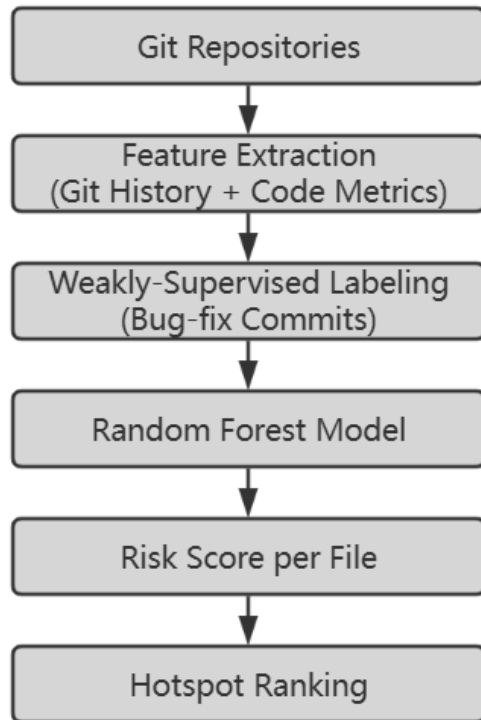 Git Repositories
Feature Extraction
(Git History + Code Metrics)
Weakly-Supervised Labeling
(Bug-fix Commits)
Random Forest Model
Risk Score per File
Hotspot Ranking